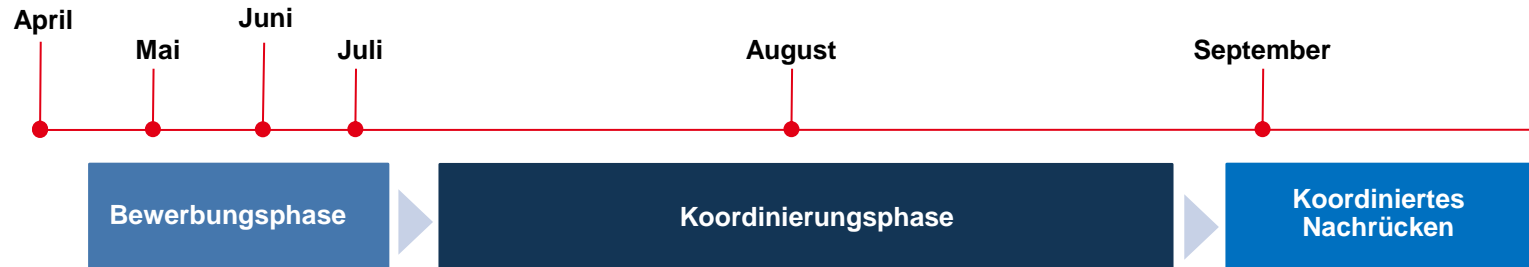 April
Mai
Juni
Juli
August
September
Bewerbungsphase
Koordinierungsphase
Koordiniertes
Nachrücken